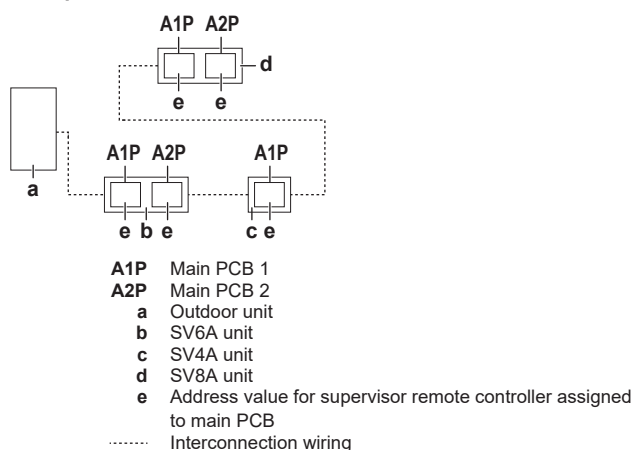 A1P A2P
d
e e
a
A1P A2P A1P
e b e c e
A1P Main PCB 1
A2P Main PCB 2
a Outdoor unit
b SV6A unit
c SV4A unit
d SV8A unit
e Address value for supervisor remote controller assigned
to main PCB
Interconnection wiring